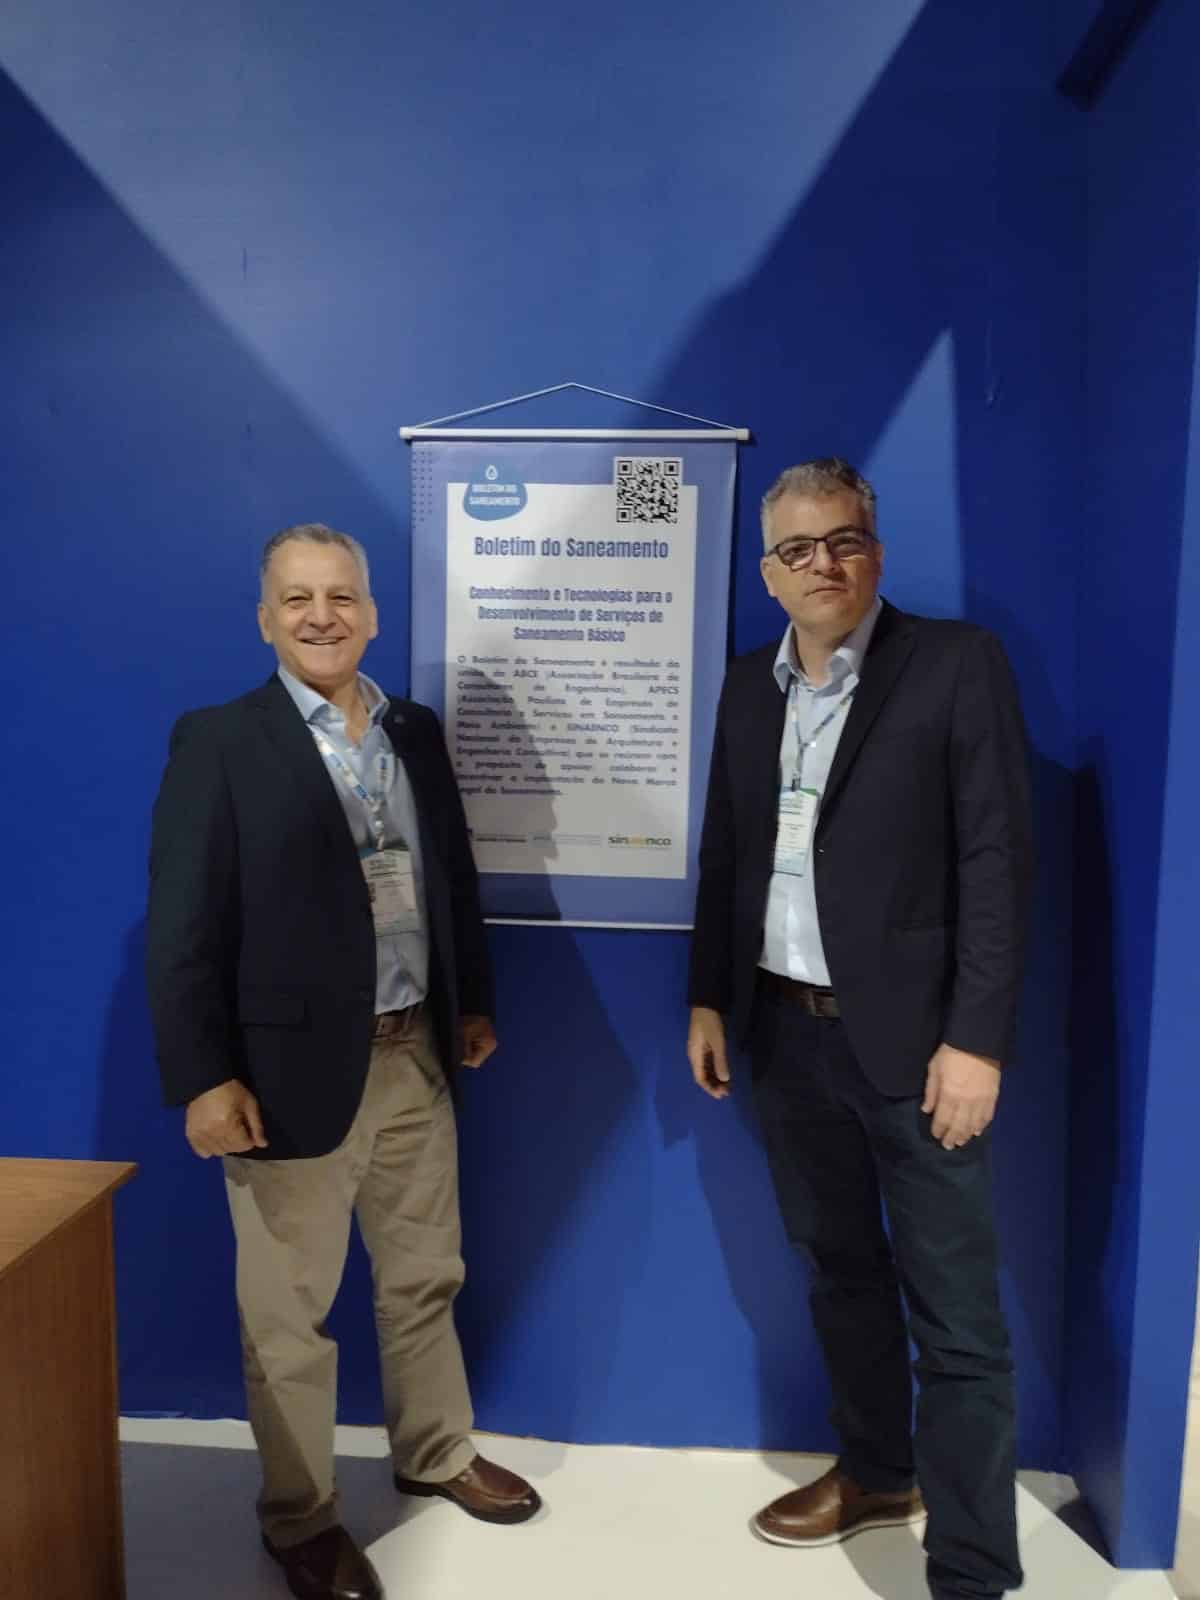 BOLETIM DO
SANEAMENTO
Boletim do Saneamento
Conhecimento e Tecnologias para o
Desenvolvimento de Serviços de
Saneamento Básico
O Boletim do Saneamento é resultado da
união da ABCE (Associação Brasileira de
Consultores de Engenharia), APECS
(Associação Paulista de Empresas de
Consultoria e Serviços em Saneamento e
Meio Ambiente) e SINAENCO (Sindicato
Nacional de Empresas de Arquitetura e
Engenharia Consultiva) que se reúnem com
o propósito de apoiar, colaborar e
incentivar a implantação do Novo Marco
Legal do Saneamento.
sinaenco